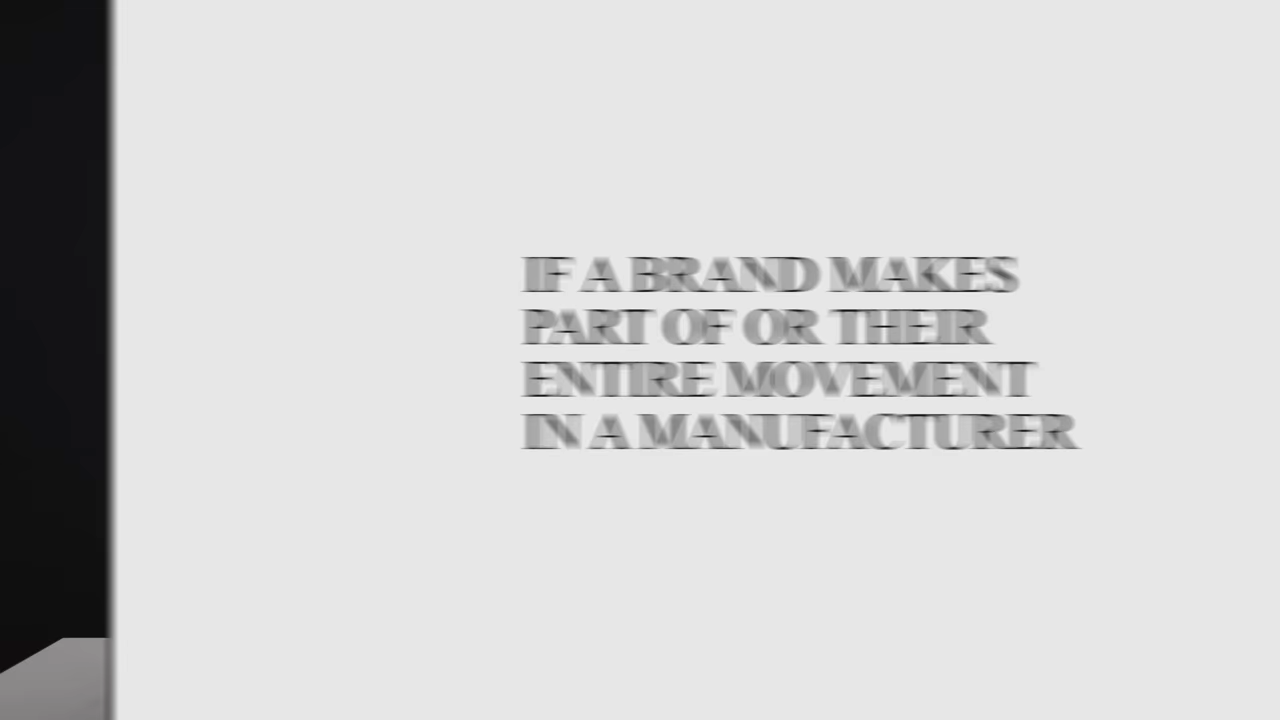 IF A BRAND MAKES
PART OF OR THEIR
ENTIRE MOVEMENT
IN A MANUFACTURER